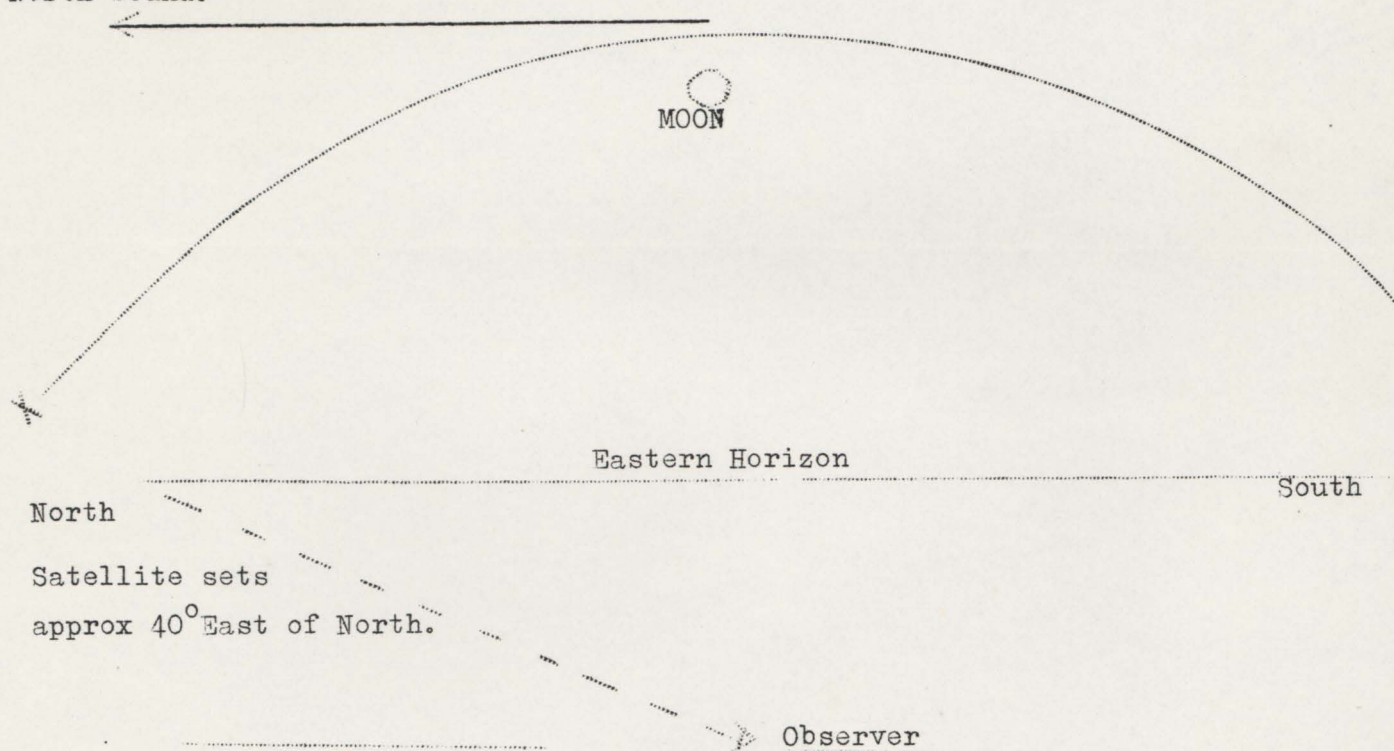 MOON
Eastern Horizon
South
North
Satellite sets
approx 40°East of North.
Observer